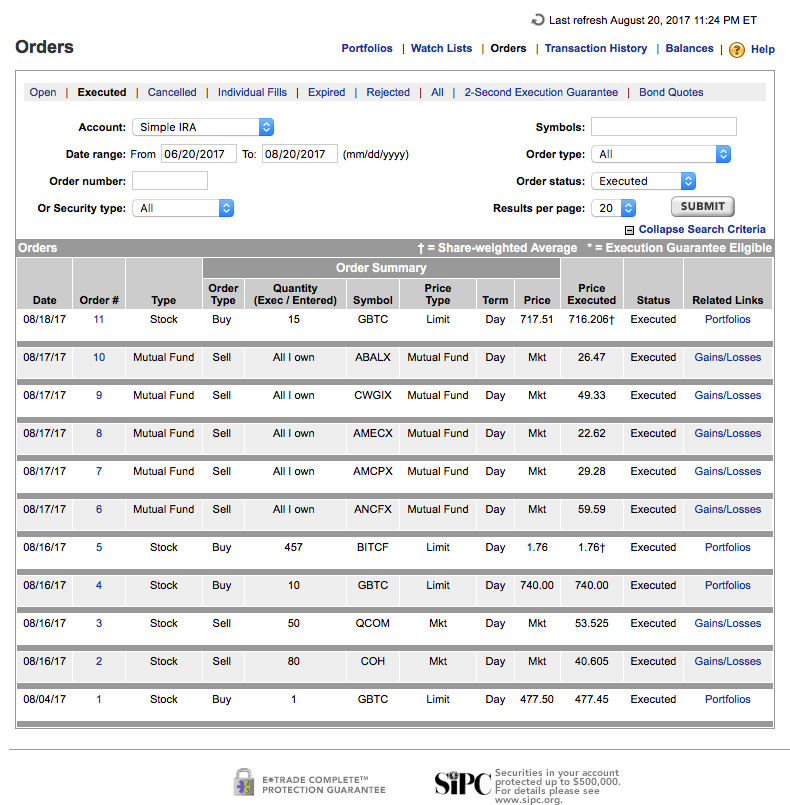 Last refresh August 20, 2017 11:24 PM ET
Orders
Portfolios | Watch Lists | Orders | Transaction History | Balances | ? Help
Open | Executed | Cancelled | Individual Fills | Expired | Rejected | All | 2-Second Execution Guarantee | Bond Quotes
Account: Simple IRA Symbols:
Date range: From 06/20/2017 To: 08/20/2017 (mm/dd/yyyy) Order type: All
Order number: Order status: Executed
Or Security type: All Results per page: 20 SUBMIT
Collapse Search Criteria
Orders † = Share-weighted Average * = Execution Guarantee Eligible
Order Summary
Date Order # Type Order Type Quantity (Exec / Entered) Symbol Price Type Term Price Price Executed Status Related Links
08/18/17 11 Stock Buy 15 GBTC Limit Day 717.51 716.206† Executed Portfolios
08/17/17 10 Mutual Fund Sell All I own ABALX Mutual Fund Day Mkt 26.47 Executed Gains/Losses
08/17/17 9 Mutual Fund Sell All I own CWGIX Mutual Fund Day Mkt 49.33 Executed Gains/Losses
08/17/17 8 Mutual Fund Sell All I own AMECX Mutual Fund Day Mkt 22.62 Executed Gains/Losses
08/17/17 7 Mutual Fund Sell All I own AMCPX Mutual Fund Day Mkt 29.28 Executed Gains/Losses
08/17/17 6 Mutual Fund Sell All I own ANCFX Mutual Fund Day Mkt 59.59 Executed Gains/Losses
08/16/17 5 Stock Buy 457 BITCF Limit Day 1.76 1.76† Executed Portfolios
08/16/17 4 Stock Buy 10 GBTC Limit Day 740.00 740.00 Executed Portfolios
08/16/17 3 Stock Sell 50 QCOM Mkt Day Mkt 53.525 Executed Gains/Losses
08/16/17 2 Stock Sell 80 COH Mkt Day Mkt 40.605 Executed Gains/Losses
08/04/17 1 Stock Buy 1 GBTC Limit Day 477.50 477.45 Executed Portfolios
E*TRADE COMPLETE™
PROTECTION GUARANTEE
SiPC
Securities in your account
protected up to $500,000.
For details please see
www.sipc.org.